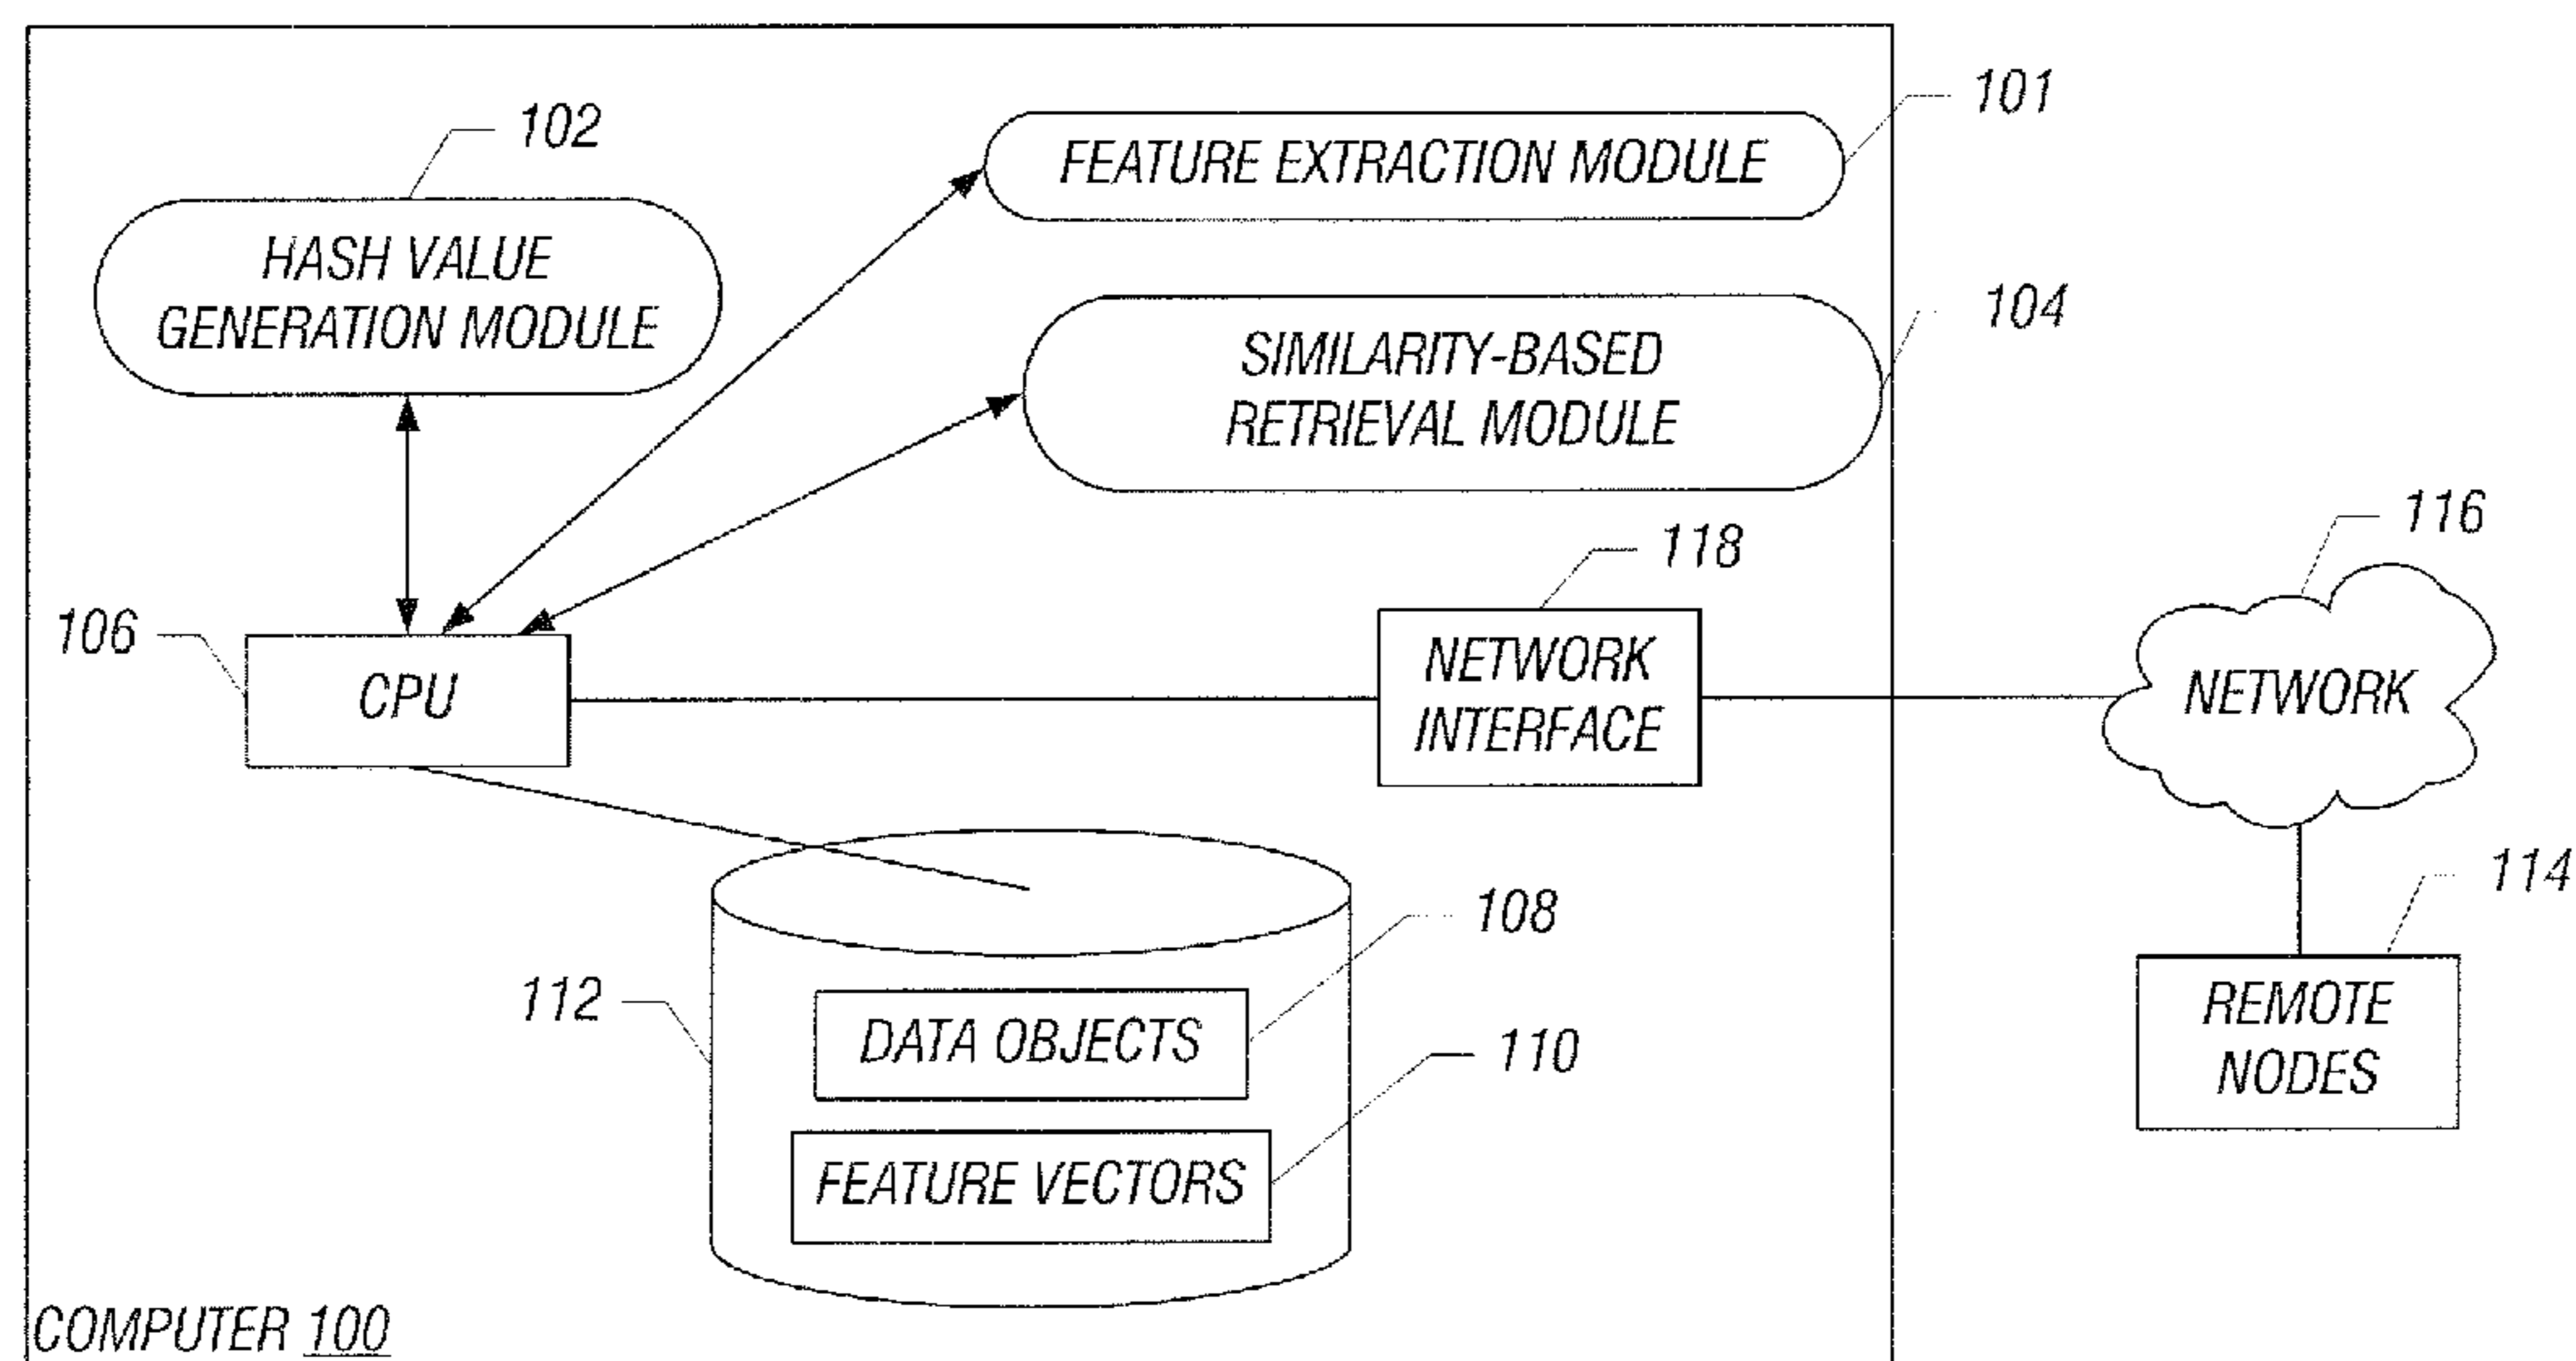 101
102
FEATURE EXTRACTION MODULE
HASH VALUE
GENERATION MODULE
104
SIMILARITY-BASED
RETRIEVAL MODULE
116
118
106
CPU
NETWORK
INTERFACE
NETWORK
114
108
112
DATA OBJECTS
REMOTE
NODES
110
FEATURE VECTORS
COMPUTER 100